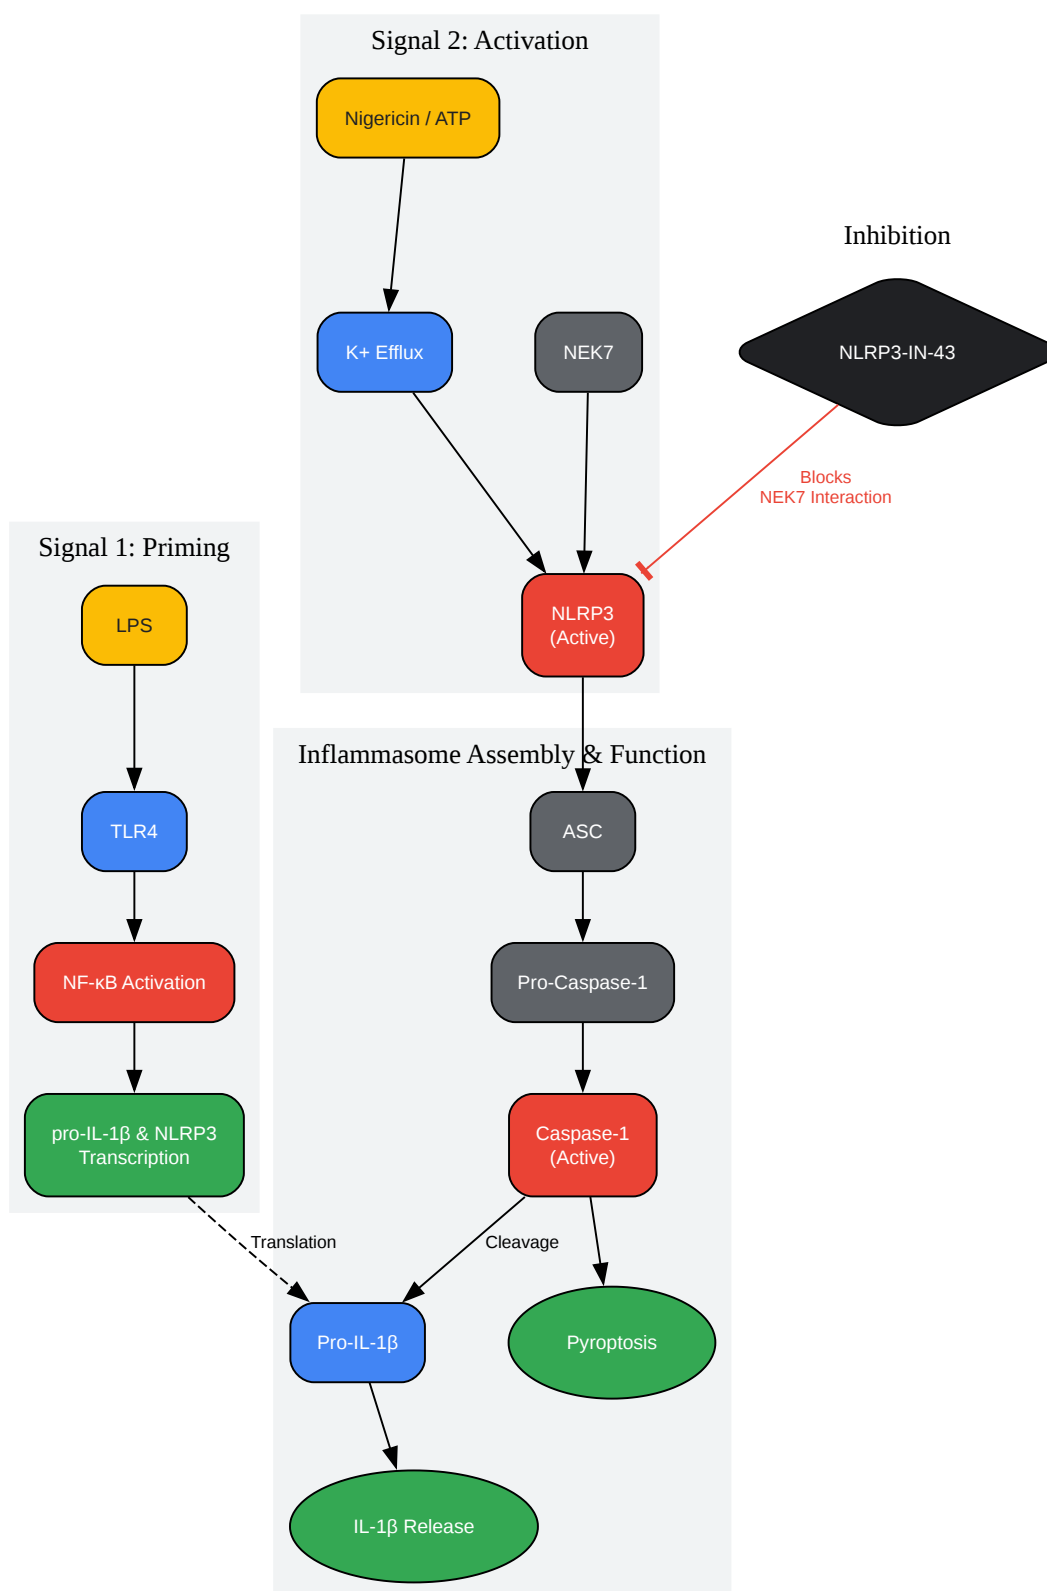 Signal 2: Activation
Nigericin / ATP
Inhibition
K+ Efflux
NEK7
NLRP3-IN-43
Blocks
NEK7 Interaction
Signal 1: Priming
LPS
NLRP3
(Active)
Inflammasome Assembly & Function
TLR4
ASC
NF-κB Activation
Pro-Caspase-1
pro-IL-1β & NLRP3
Transcription
Caspase-1
(Active)
Translation
Cleavage
Pro-IL-1β
Pyroptosis
IL-1β Release